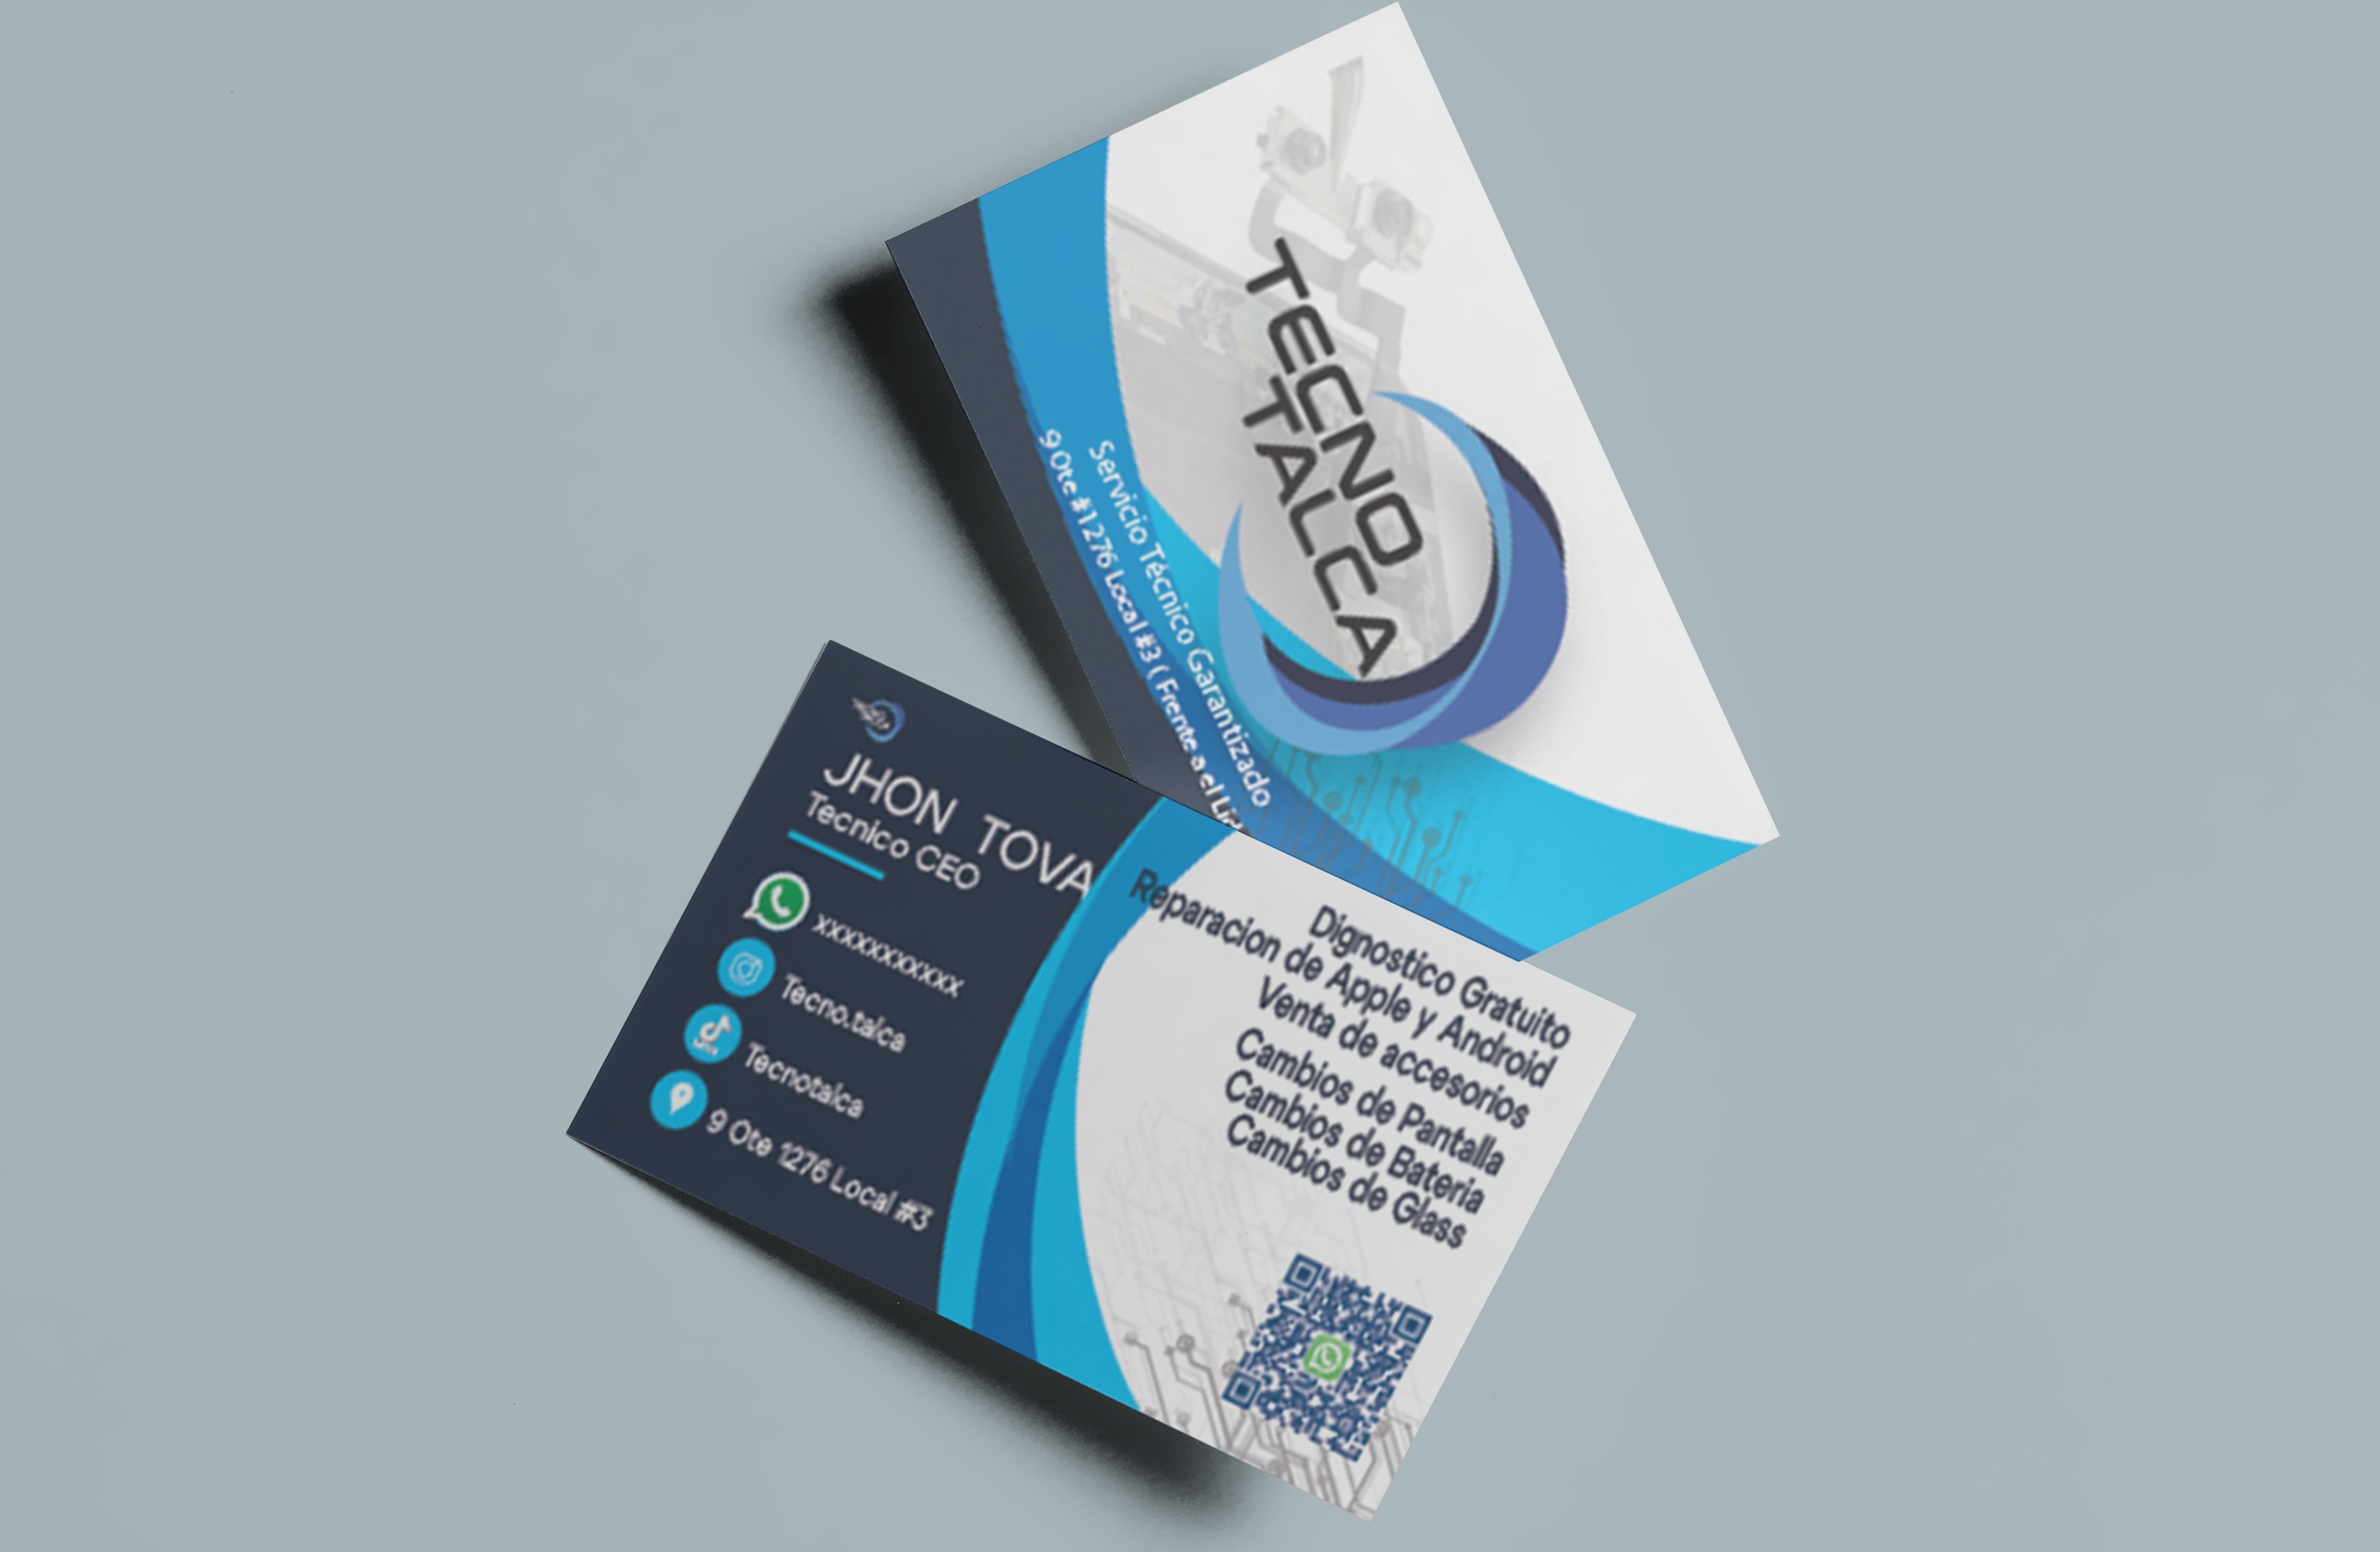 TECNO
TALCA
Servicio Técnico Garantizado
9 Ote #1276 Local #3 ( Frente a el
JHON TOVA
Tecnico CEO
xxxxxxxxxxx
Tecno.talca
Tecnotalca
9 Ote 1276 Local #3
Dignostico Gratuito
Reparacion de Apple y Android
Venta de accesorios
Cambios de Pantalla
Cambios de Bateria
Cambios de Glass